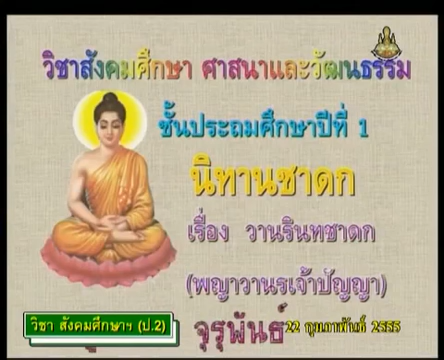 วิชาสังคมศึกษา ศาสนาและวัฒนธรรม
ชั้นประถมศึกษาปีที่ 1
นิทานชาดก
เรื่อง วานรินทชาดก
(พญาวานรเจ้าปัญญา)
จุรุพันธ์
วิชา สังคมศึกษาฯ (ป.2)
22 กุมภาพันธ์ 2555